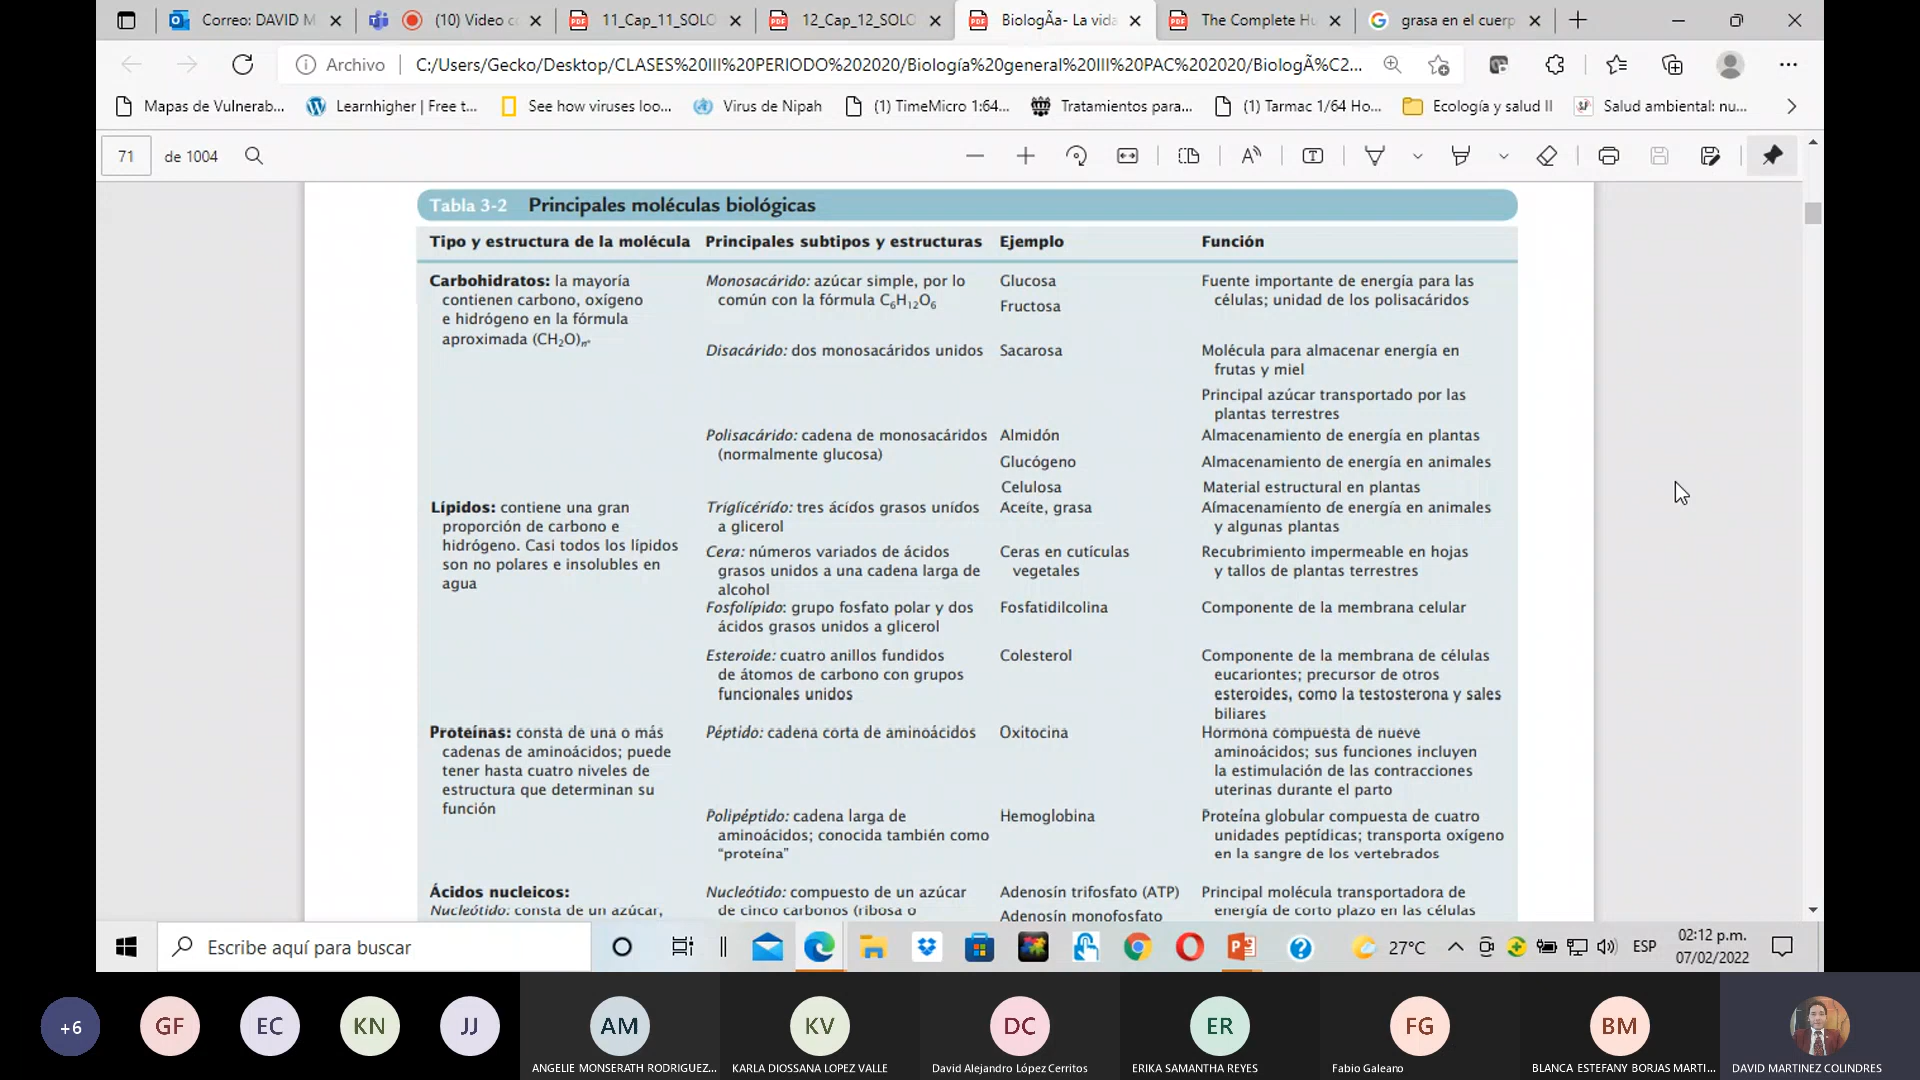 Correo: DAVID M
(10) Video c
11_Cap_11_SOLO
12_Cap_12_SOLO
BiologÃa- La vida
The Complete Hu
grasa en el cuerp
Archivo
C:/Users/Gecko/Desktop/CLASES%20III%20PERIODO%202020/Biología%20general%20III%20PAC%202020/BiologÃ%C2...
Mapas de Vulnerab...
Learnhigher | Free t...
See how viruses loo...
Virus de Nipah
(1) TimeMicro 1:64...
Tratamientos para...
(1) Tarmac 1/64 Ho...
Ecología y salud II
Salud ambiental: nu...
71 de 1004
Tabla 3-2 Principales moléculas biológicas
Tipo y estructura de la molécula Principales subtipos y estructuras Ejemplo Función
Carbohidratos: la mayoría
contienen carbono, oxígeno
e hidrógeno en la fórmula
aproximada (CH₂O)ₙ.
Monosacárido: azúcar simple, por lo
común con la fórmula C₆H₁₂O₆
Glucosa
Fructosa
Fuente importante de energía para las
células; unidad de los polisacáridos
Disacárido: dos monosacáridos unidos
Sacarosa
Molécula para almacenar energía en
frutas y miel
Principal azúcar transportado por las
plantas terrestres
Polisacárido: cadena de monosacáridos
(normalmente glucosa)
Almidón
Almacenamiento de energía en plantas
Glucógeno
Almacenamiento de energía en animales
Celulosa
Material estructural en plantas
Lípidos: contiene una gran
proporción de carbono e
hidrógeno. Casi todos los lípidos
son no polares e insolubles en
agua
Triglicérido: tres ácidos grasos unidos
a glicerol
Aceite, grasa
Almacenamiento de energía en animales
y algunas plantas
Cera: números variados de ácidos
grasos unidos a una cadena larga de
alcohol
Ceras en cutículas
vegetales
Recubrimiento impermeable en hojas
y tallos de plantas terrestres
Fosfolípido: grupo fosfato polar y dos
ácidos grasos unidos a glicerol
Fosfatidilcolina
Componente de la membrana celular
Esteroide: cuatro anillos fundidos
de átomos de carbono con grupos
funcionales unidos
Colesterol
Componente de la membrana de células
eucariontes; precursor de otros
esteroides, como la testosterona y sales
biliares
Proteínas: consta de una o más
cadenas de aminoácidos; puede
tener hasta cuatro niveles de
estructura que determinan su
función
Péptido: cadena corta de aminoácidos
Oxitocina
Hormona compuesta de nueve
aminoácidos; sus funciones incluyen
la estimulación de las contracciones
uterinas durante el parto
Polipéptido: cadena larga de
aminoácidos; conocida también como
“proteína”
Hemoglobina
Proteína globular compuesta de cuatro
unidades peptídicas; transporta oxígeno
en la sangre de los vertebrados
Ácidos nucleicos:
Nucleótido: consta de un azúcar,
Nucleótido: compuesto de un azúcar
de cinco carbonos (ribosa o
Adenosín trifosfato (ATP)
Adenosín monofosfato
Principal molécula transportadora de
energía de corto plazo en las células
Escribe aquí para buscar
27°C
ESP
02:12 p.m.
07/02/2022
+6
GF
EC
KN
JJ
AM
KV
DC
ER
FG
BM
ANGELIE MONSERATH RODRIGUEZ...
KARLA DIOSSANA LOPEZ VALLE
David Alejandro López Cerritos
ERIKA SAMANTHA REYES
Fabio Galeano
BLANCA ESTEFANY BORJAS MARTI...
DAVID MARTINEZ COLINDRES